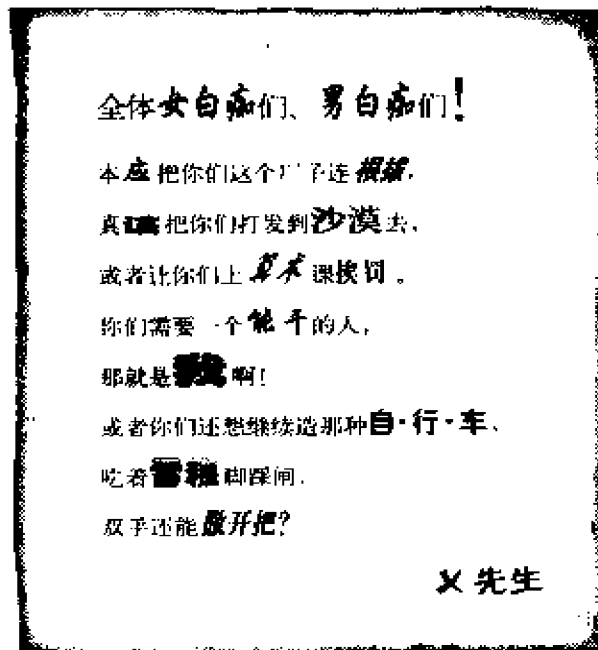 全体女白痴们、男白痴们！
本应把你们这个厂子连根拔，
真该把你们打发到沙漠去，
或者让你们上算术课挨罚。
你们需要一个能干的人，
那就是我啊！
或者你们还想继续造那种自·行·车、
吃着雪糕脚踩闸，
双手还能撒开把？
X先生